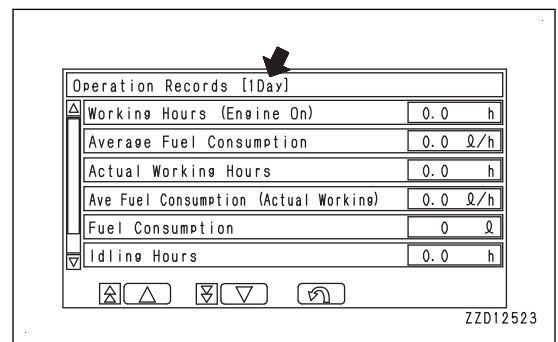 Operation Records [1Day]
Working Hours (Engine On) 0.0 h
Average Fuel Consumption 0.0 ℓ/h
Actual Working Hours 0.0 h
Ave Fuel Consumption (Actual Working) 0.0 ℓ/h
Fuel Consumption 0 ℓ
Idling Hours 0.0 h
ZZD12523